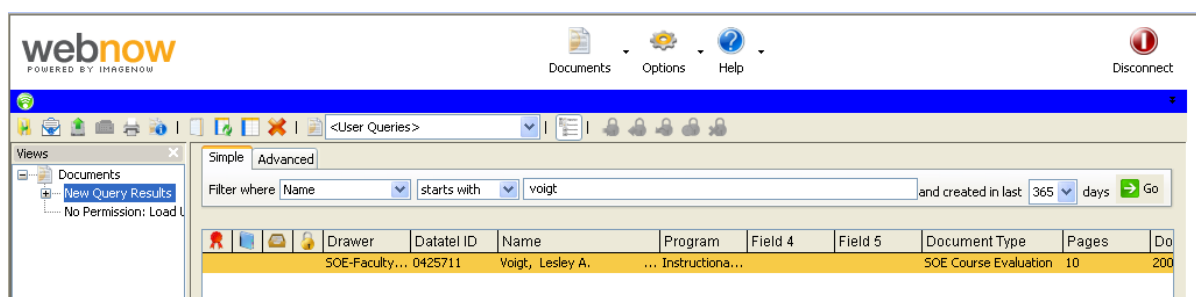 webnow
POWERED BY IMAGENOW
Documents Options Help Disconnect
<User Queries>
Views
Simple Advanced
Documents
Filter where Name starts with voigt and created in last 365 days Go
New Query Results
No Permission: Load
Drawer Datatel ID Name Program Field 4 Field 5 Document Type Pages Do
SOE-Faculty... 0425711 Voigt, Lesley A. ... Instructiona... SOE Course Evaluation 10 200